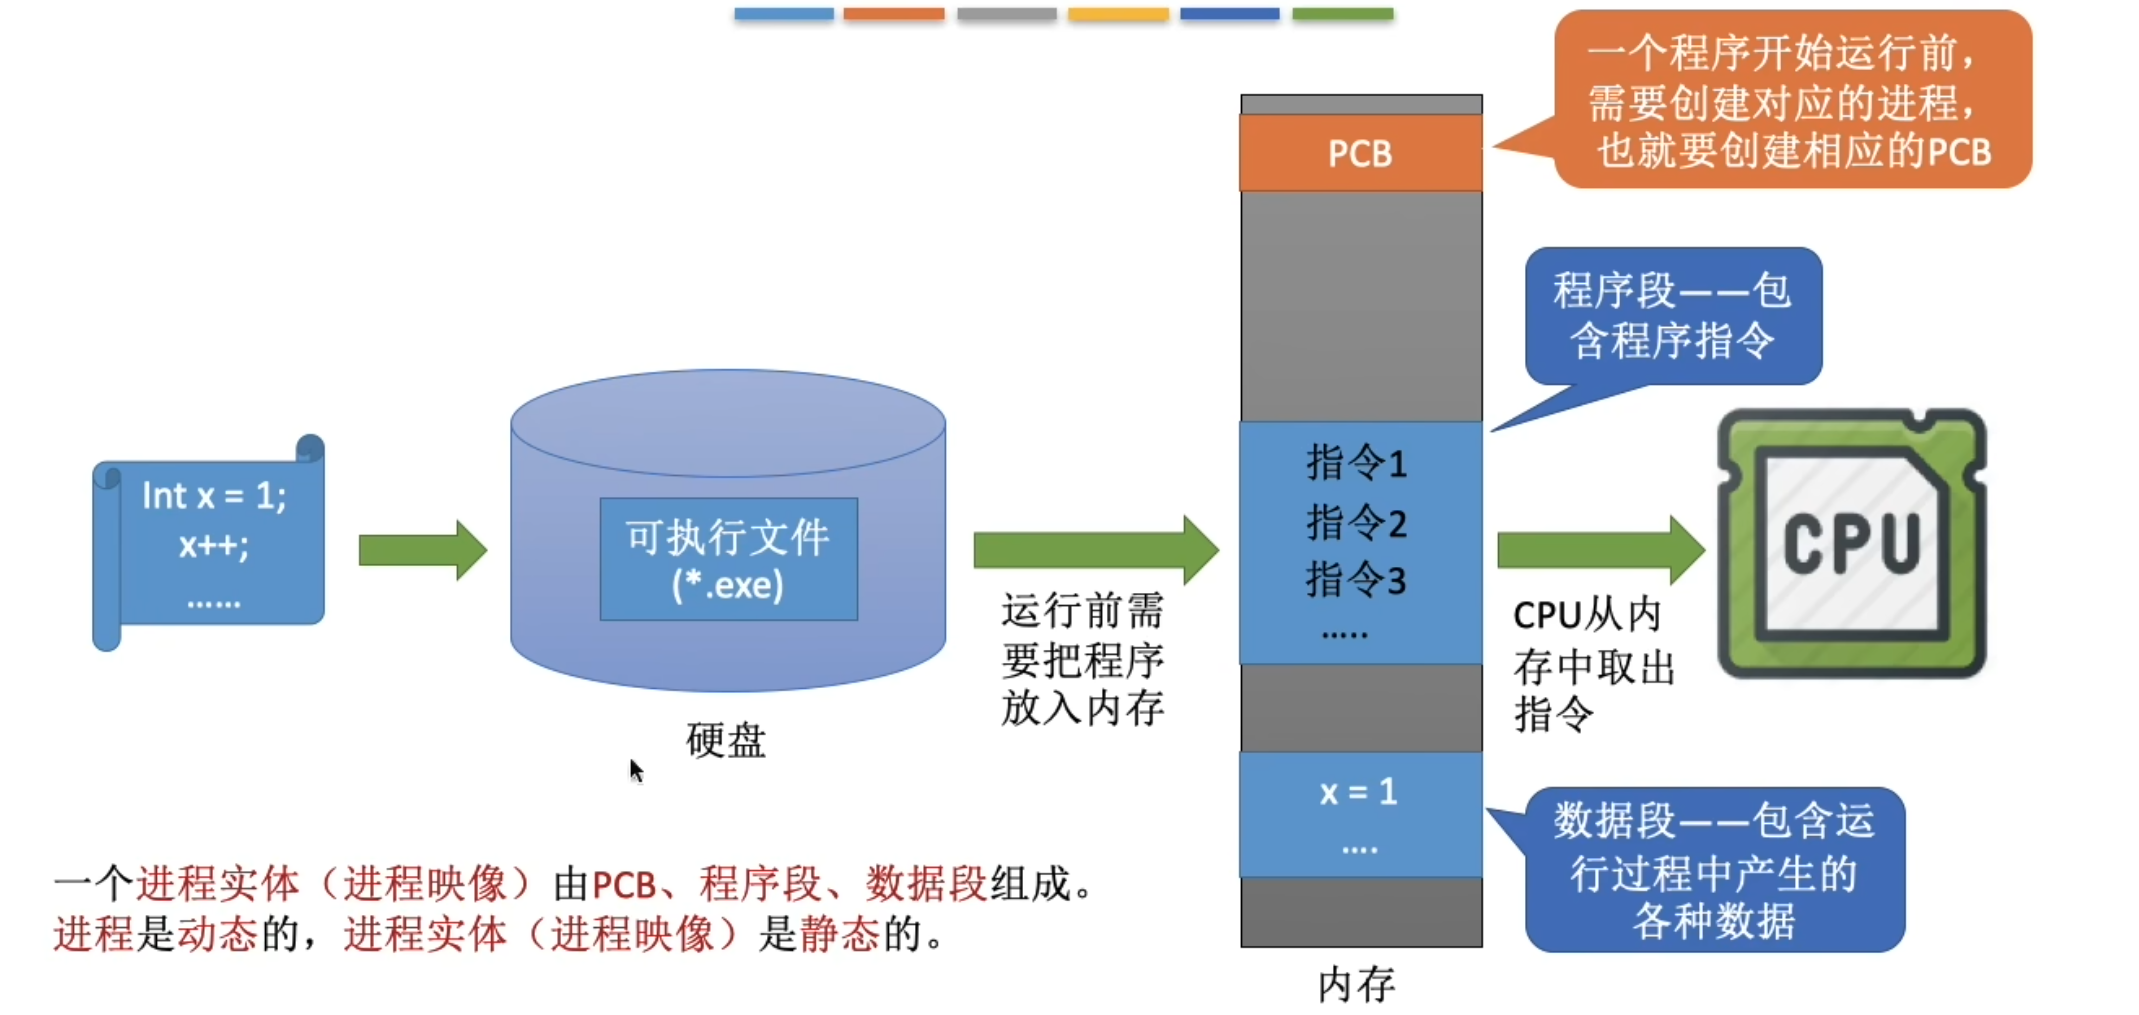 一个程序开始运行前，
需要创建对应的进程，
也就要创建相应的PCB
PCB
程序段——包
含程序指令
Int x = 1;
x++;
……
可执行文件
(*.exe)
硬盘
运行前需
要把程序
放入内存
指令1
指令2
指令3
…..
CPU从内
存中取出
指令
CPU
x = 1
….
数据段——包含运
行过程中产生的
各种数据
内存
一个进程实体（进程映像）由PCB、程序段、数据段组成。
进程是动态的，进程实体（进程映像）是静态的。